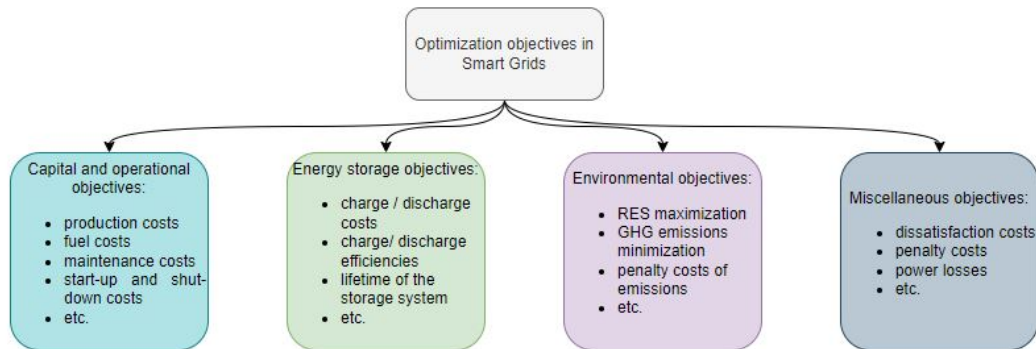 Optimization objectives in
Smart Grids
Capital and operational
objectives:
• production costs
• fuel costs
• maintenance costs
• start-up and shut-
down costs
• etc.
Energy storage objectives:
• charge / discharge
costs
• charge/ discharge
efficiencies
• lifetime of the
storage system
• etc.
Environmental objectives:
• RES maximization
• GHG emissions
minimization
• penalty costs of
emissions
• etc.
Miscellaneous objectives:
• dissatisfaction costs
• penalty costs
• power losses
• etc.